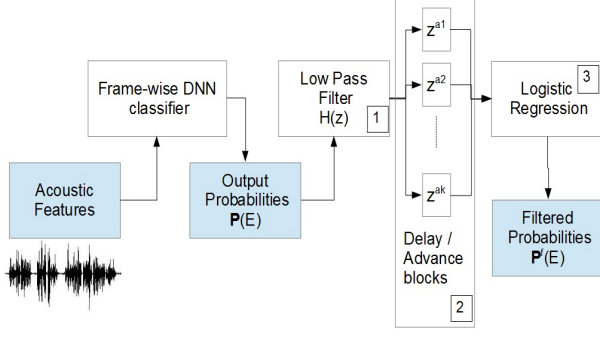 Acoustic
Features
Frame-wise DNN
classifier
Output
Probabilities
P(E)
Low Pass
Filter
H(z)
1
z^a1
z^a2
z^ak
Delay /
Advance
blocks
2
3
Logistic
Regression
Filtered
Probabilities
P'(E)